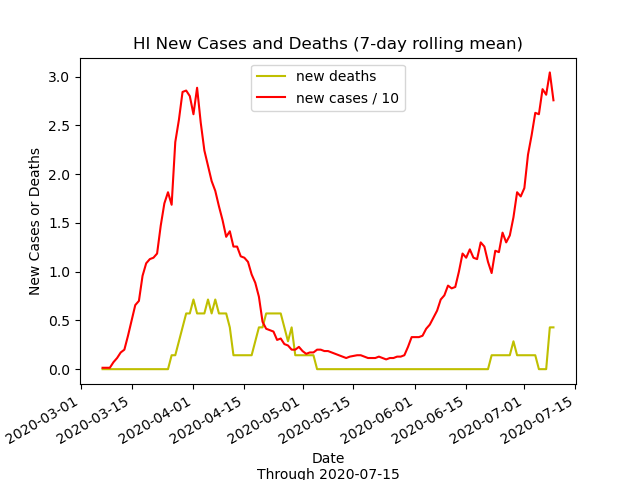 HI New Cases and Deaths (7-day rolling mean)
new deaths
new cases / 10
3.0
2.5
2.0
1.5
1.0
0.5
0.0
New Cases or Deaths
2020-03-01
2020-03-15
2020-04-01
2020-04-15
2020-05-01
2020-05-15
2020-06-01
2020-06-15
2020-07-01
2020-07-15
Date
Through 2020-07-15